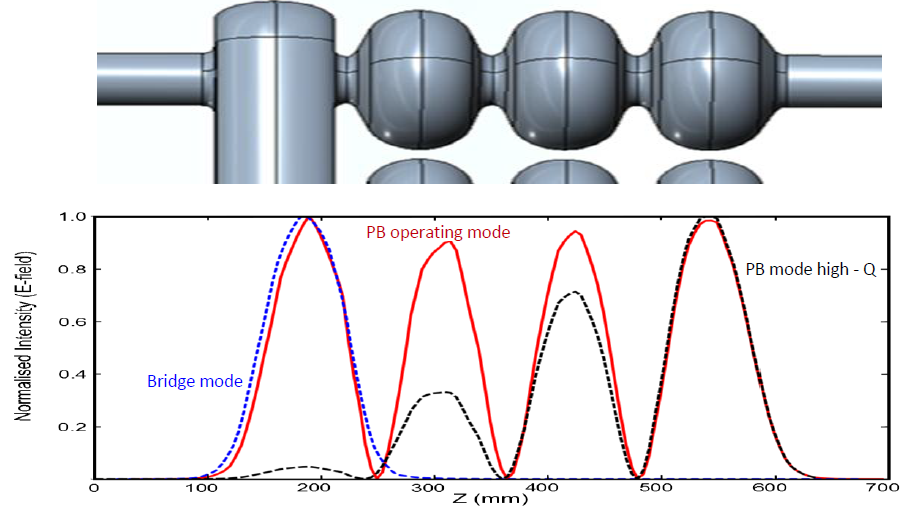 PB operating mode
PB mode high - Q
Bridge mode
Normalised Intensity (E-field)
1.0
0.8
0.6
0.4
0.2
0 100 200 300 400 500 600 700
Z (mm)